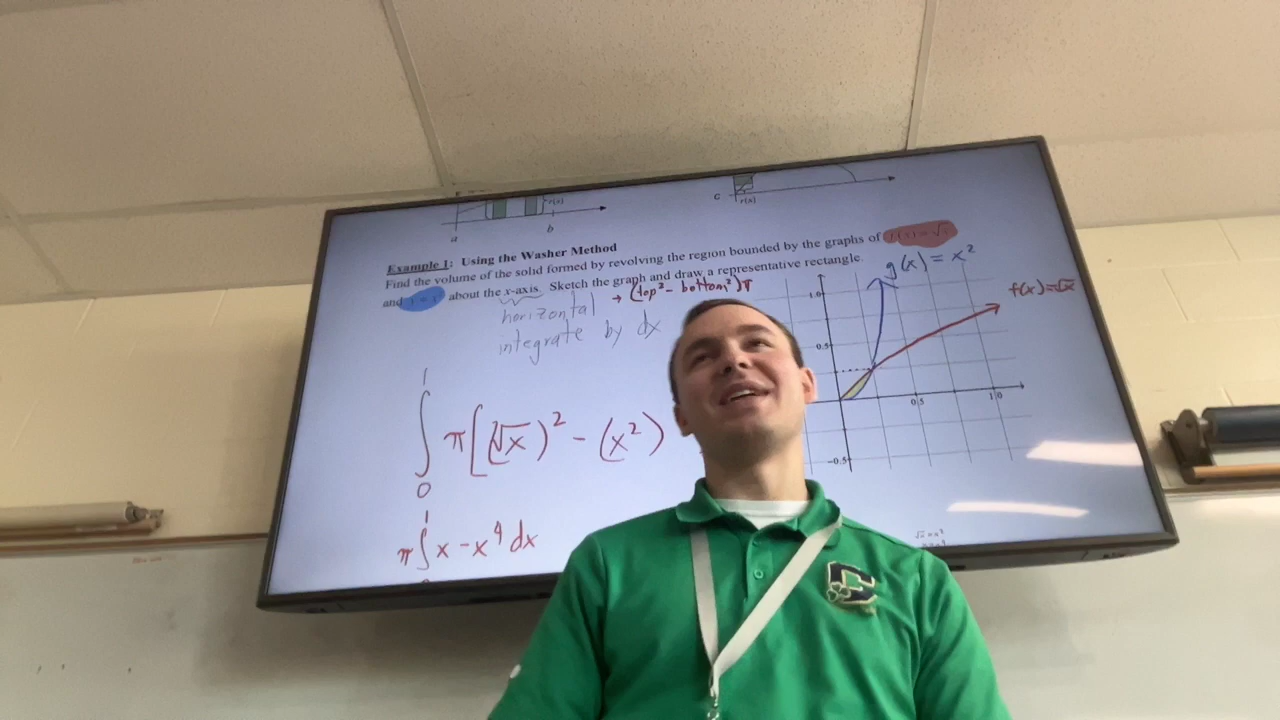 r(x)
c r(x)
a
b
Example 1: Using the Washer Method
Find the volume of the solid formed by revolving the region bounded by the graphs of f(x) = √x
and about the x-axis. Sketch the graph and draw a representative rectangle.
→ (top² - bottom²)π
horizontal
integrate by dx
g(x) = x²
f(x)=√x
1.0
0.5
0.5
1.0
-0.5
1
∫ π[(√x)² - (x²)
0
1
π∫ x - x⁴ dx
C